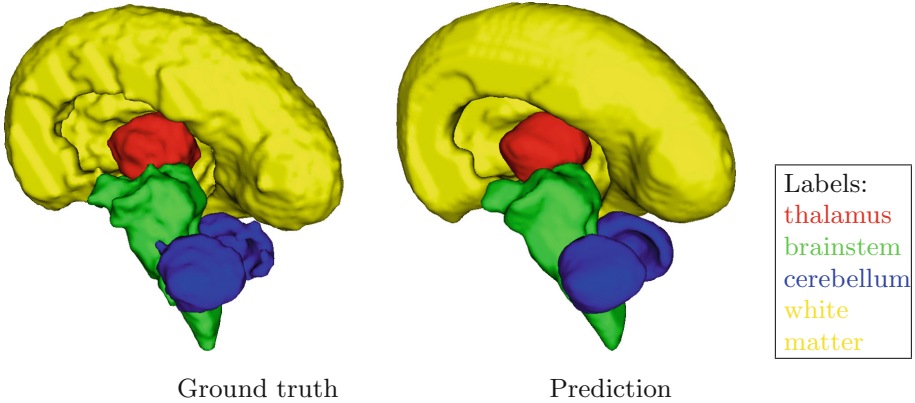 Labels:
thalamus
brainstem
cerebellum
white
matter
Ground truth
Prediction